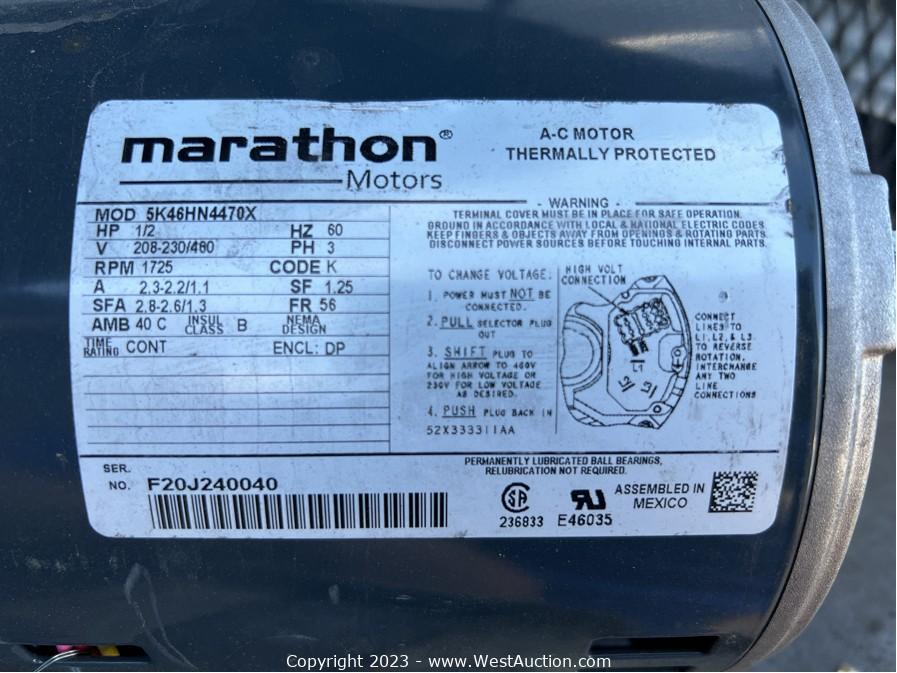 marathon®
Motors
A-C MOTOR
THERMALLY PROTECTED
MOD 5K46HN4470X
HP 1/2 HZ 60
V 208-230/460 PH 3
RPM 1725 CODE K
A 2.3-2.2/1.1 SF 1.25
SFA 2.8-2.6/1.3 FR 56
AMB 40 C INSUL CLASS B NEMA DESIGN
TIME RATING CONT ENCL: DP
- WARNING -
TERMINAL COVER MUST BE IN PLACE FOR SAFE OPERATION.
GROUND IN ACCORDANCE WITH LOCAL & NATIONAL ELECTRIC CODES.
KEEP FINGERS & OBJECTS AWAY FROM OPENINGS & ROTATING PARTS.
DISCONNECT POWER SOURCES BEFORE TOUCHING INTERNAL PARTS.
TO CHANGE VOLTAGE:
1. POWER MUST NOT BE
CONNECTED.
2. PULL SELECTOR PLUG
OUT
3. SHIFT PLUG TO
ALIGN ARROW TO 460V
FOR HIGH VOLTAGE OR
230V FOR LOW VOLTAGE
AS DESIRED.
4. PUSH PLUG BACK IN
52X333311AA
HIGH VOLT
CONNECTION
L1
CONNECT
LINES TO
L1, L2, & L3
TO REVERSE
ROTATION,
INTERCHANGE
ANY TWO
LINE
CONNECTIONS
PERMANENTLY LUBRICATED BALL BEARINGS,
RELUBRICATION NOT REQUIRED.
SER.
NO. F20J240040
236833 E46035
ASSEMBLED IN
MEXICO
Copyright 2023 - www.WestAuction.com